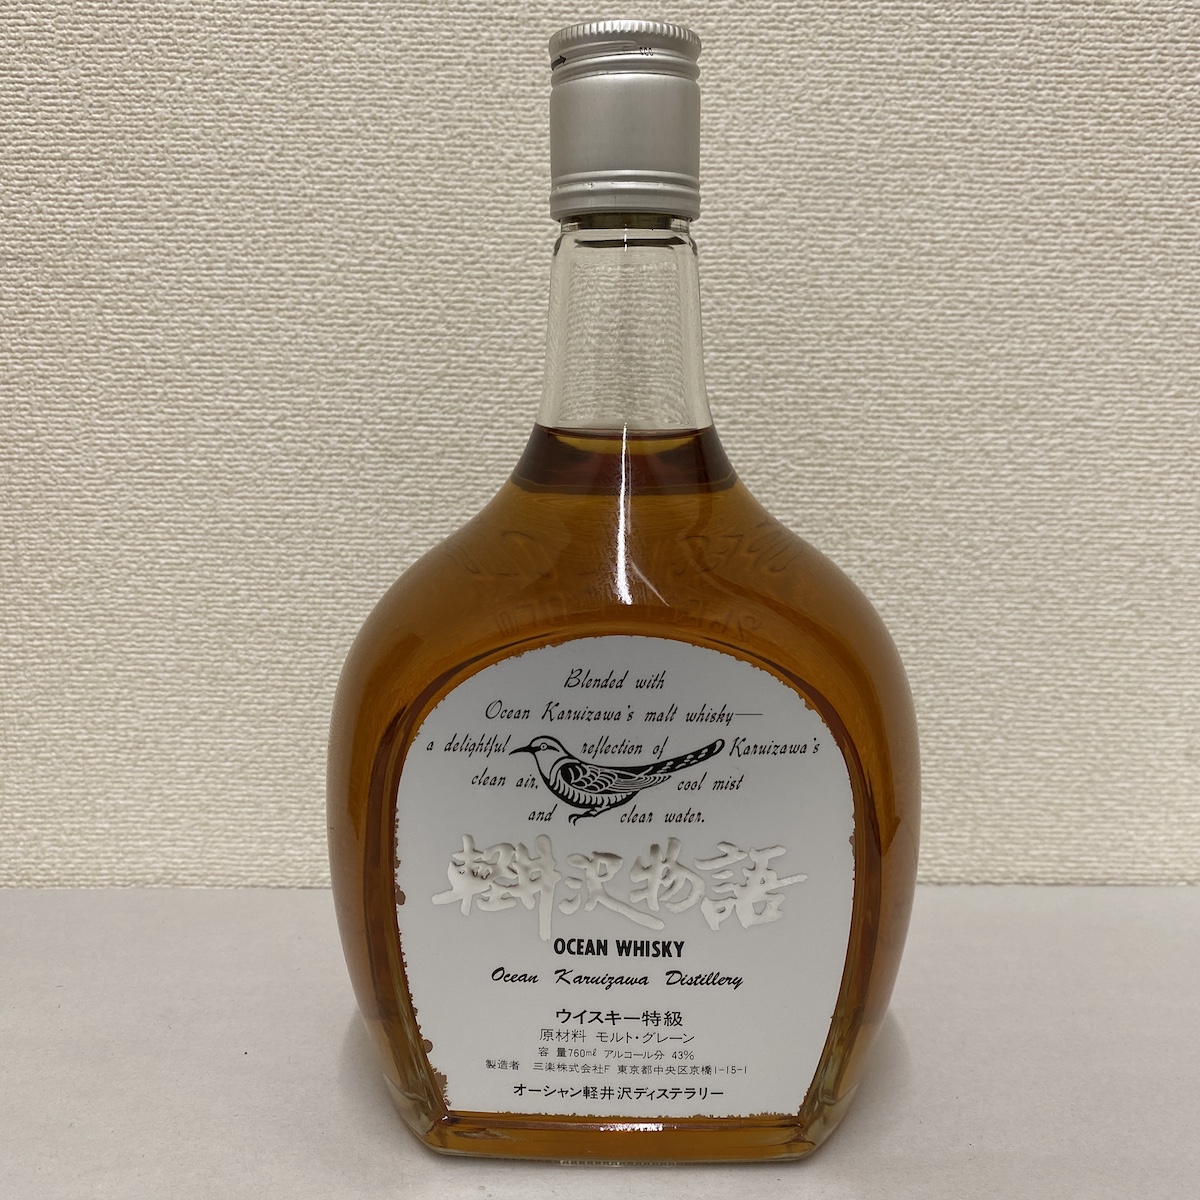 Blended with
Ocean Karuizawa's malt whisky—
a delightful reflection of Karuizawa's
clean air, cool mist
and clear water.
軽井沢物語
OCEAN WHISKY
Ocean Karuizawa Distillery
ウイスキー特級
原材料 モルト・グレーン
容量760㎖ アルコール分 43%
製造者 三楽株式会社F 東京都中央区京橋1-15-1
オーシャン軽井沢ディステラリー